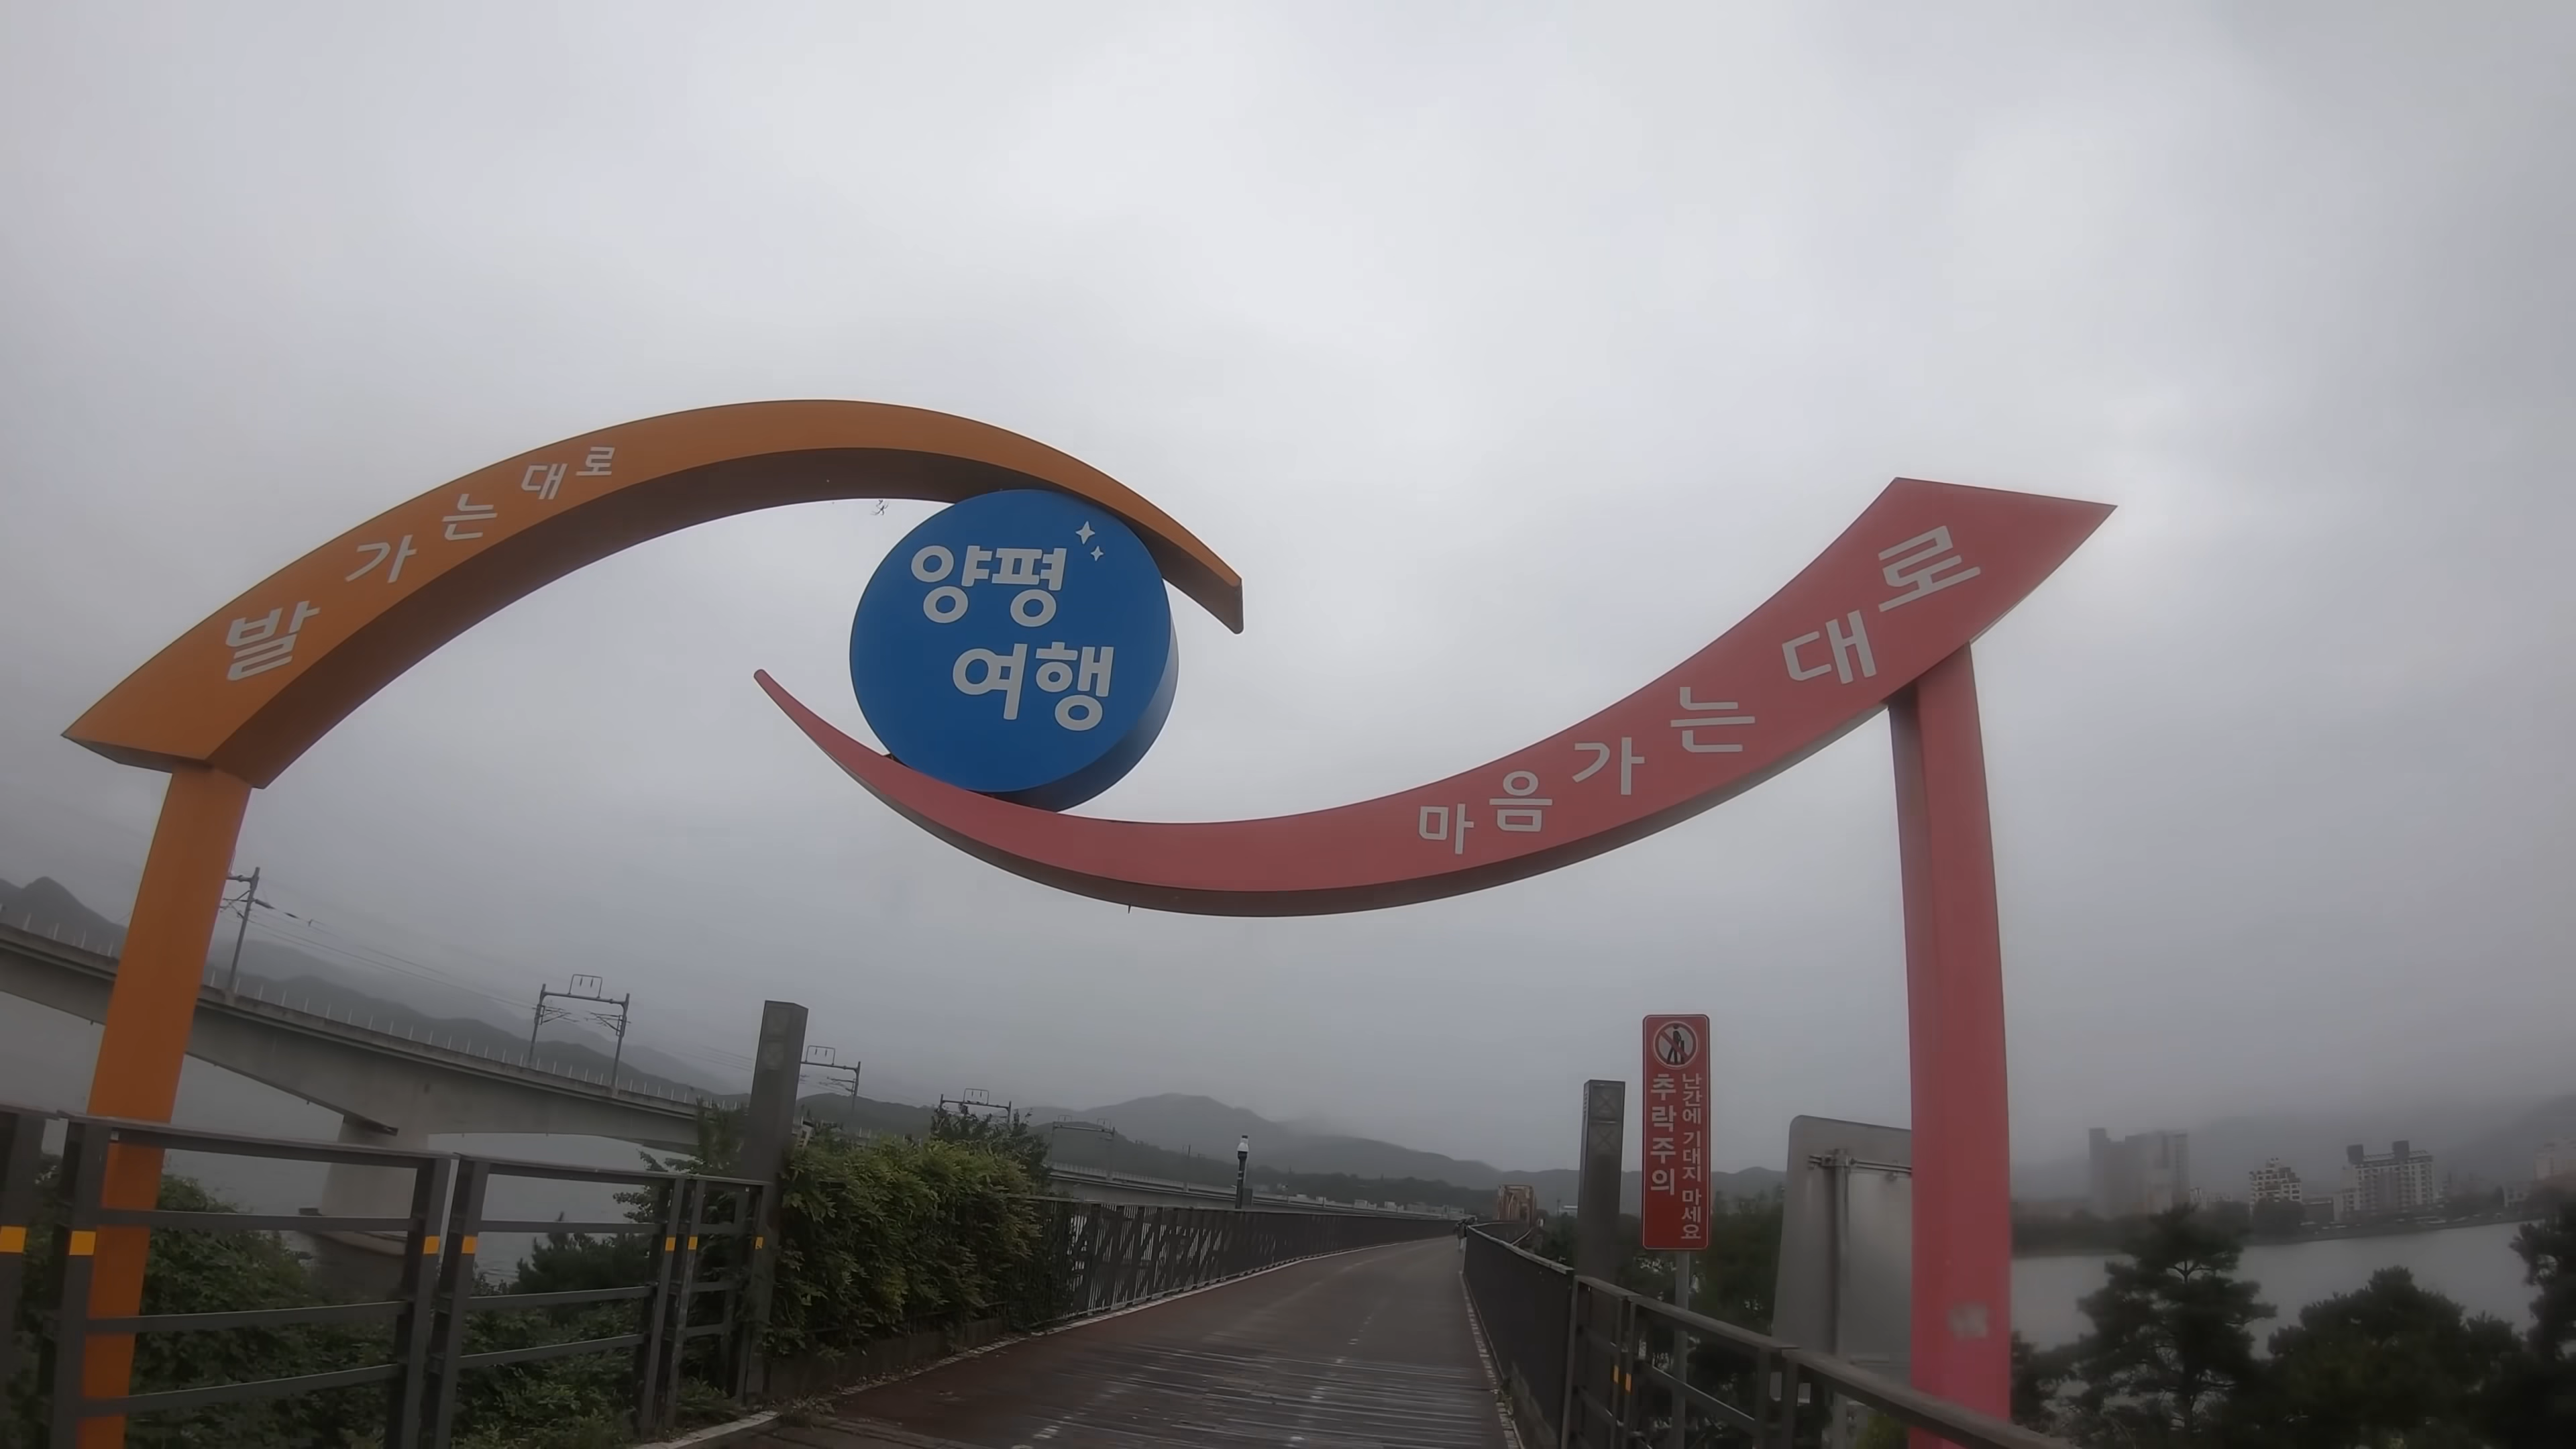 발 가 는 대 로
양평
여행
마 음 가 는 대 로
추락주의
난간에 기대지 마세요